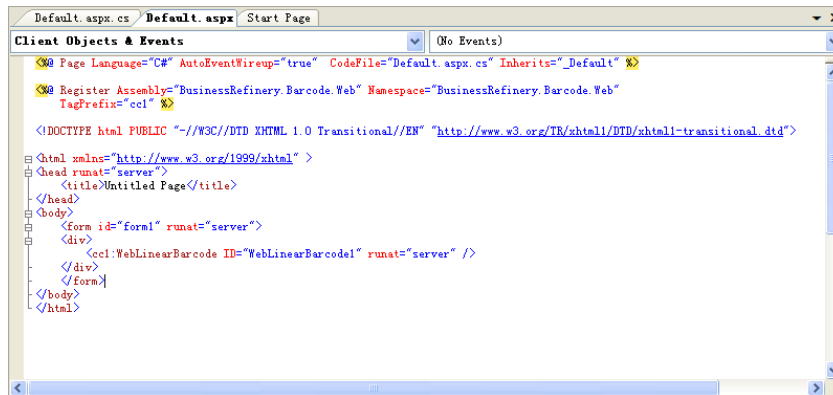 Default.aspx.cs Default.aspx Start Page
Client Objects & Events (No Events)
<%@ Page Language="C#" AutoEventWireup="true" CodeFile="Default.aspx.cs" Inherits="_Default" %>
<%@ Register Assembly="BusinessRefinery.Barcode.Web" Namespace="BusinessRefinery.Barcode.Web"
TagPrefix="cc1" %>
<!DOCTYPE html PUBLIC "-//W3C//DTD XHTML 1.0 Transitional//EN" "http://www.w3.org/TR/xhtml1/DTD/xhtml1-transitional.dtd">
<html xmlns="http://www.w3.org/1999/xhtml" >
<head runat="server">
<title>Untitled Page</title>
</head>
<body>
<form id="form1" runat="server">
<div>
<cc1:WebLinearBarcode ID="WebLinearBarcode1" runat="server" />
</div>
</form>
</body>
</html>